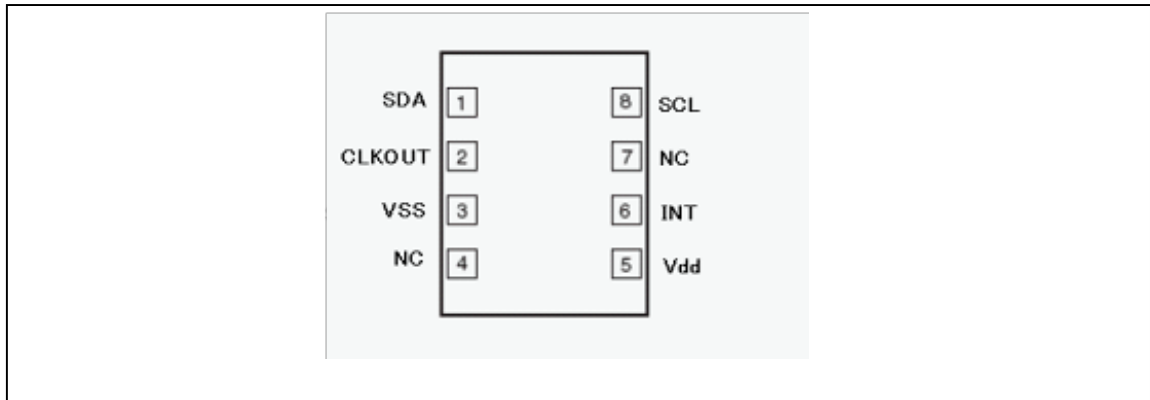 SDA 1 8 SCL
CLKOUT 2 7 NC
VSS 3 6 INT
NC 4 5 Vdd